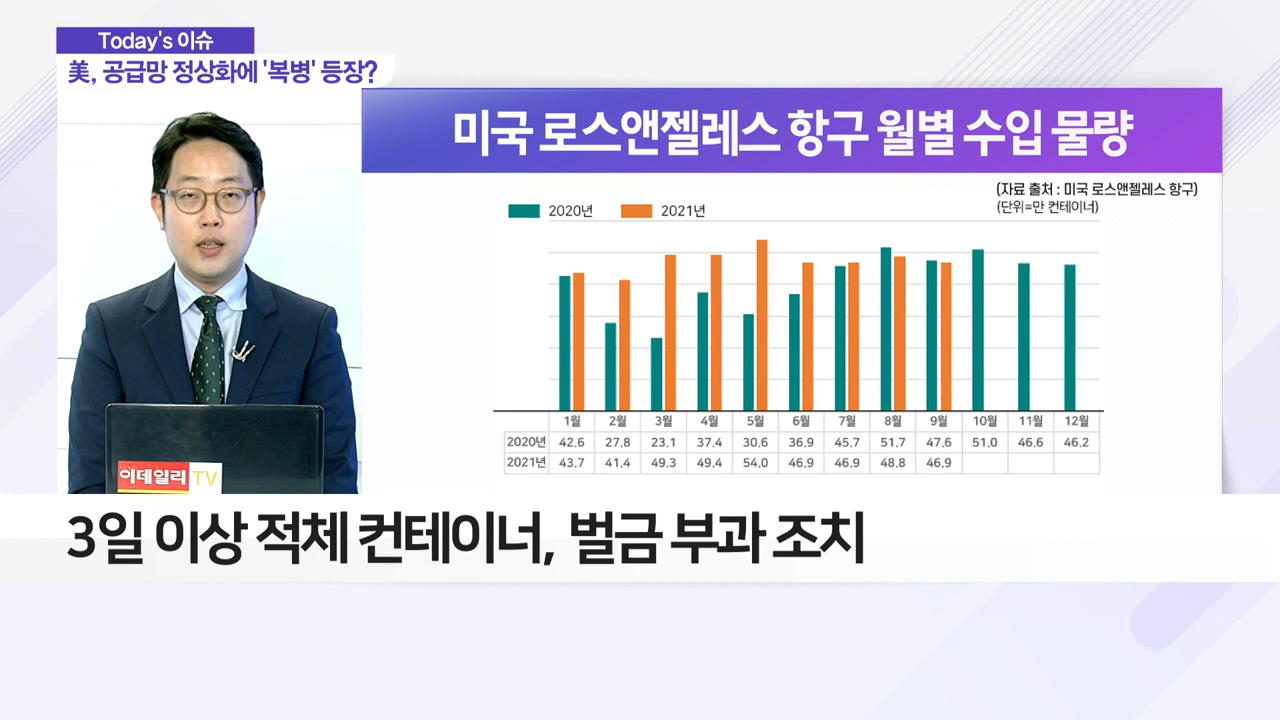 Today's 이슈
美, 공급망 정상화에 '복병' 등장?
미국 로스앤젤레스 항구 월별 수입 물량
(자료 출처 : 미국 로스앤젤레스 항구)
(단위=만 컨테이너)
2020년 2021년
1월 2월 3월 4월 5월 6월 7월 8월 9월 10월 11월 12월
2020년 42.6 27.8 23.1 37.4 30.6 36.9 45.7 51.7 47.6 51.0 46.6 46.2
2021년 43.7 41.4 49.3 49.4 54.0 46.9 46.9 48.8 46.9
이데일리 TV
3일 이상 적체 컨테이너, 벌금 부과 조치